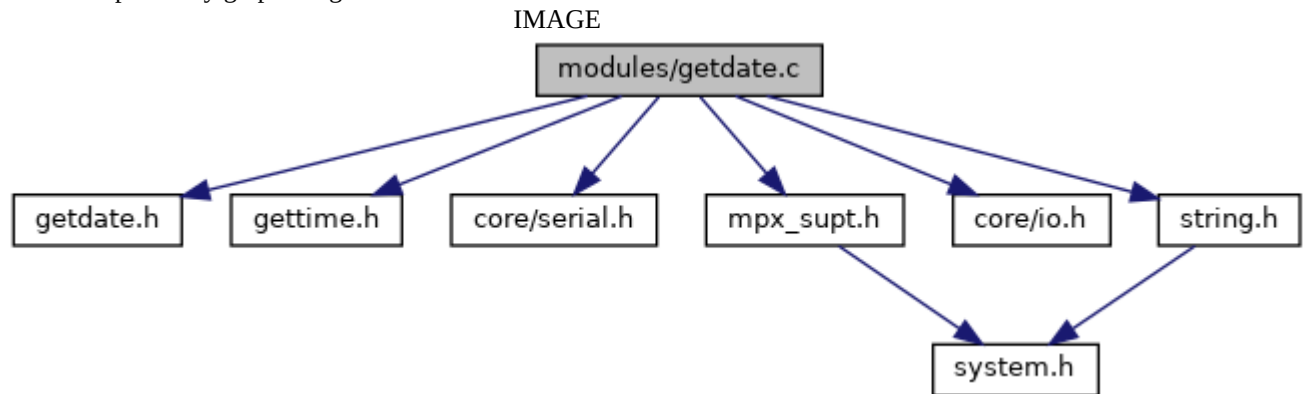 IMAGE
modules/getdate.c
getdate.h gettime.h core/serial.h mpx_supt.h core/io.h string.h
system.h